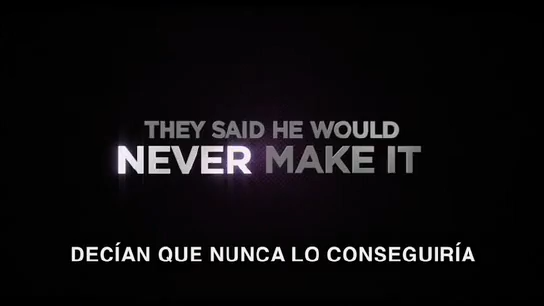 THEY SAID HE WOULD
NEVER MAKE IT
DECÍAN QUE NUNCA LO CONSEGUIRÍA